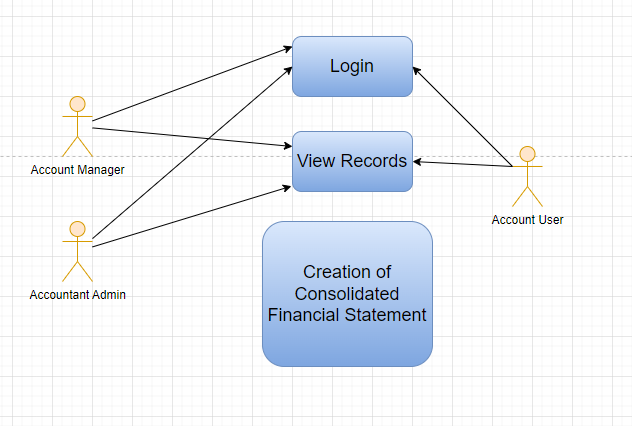 Login
View Records
Account Manager
Account User
Accountant Admin
Creation of
Consolidated
Financial Statement